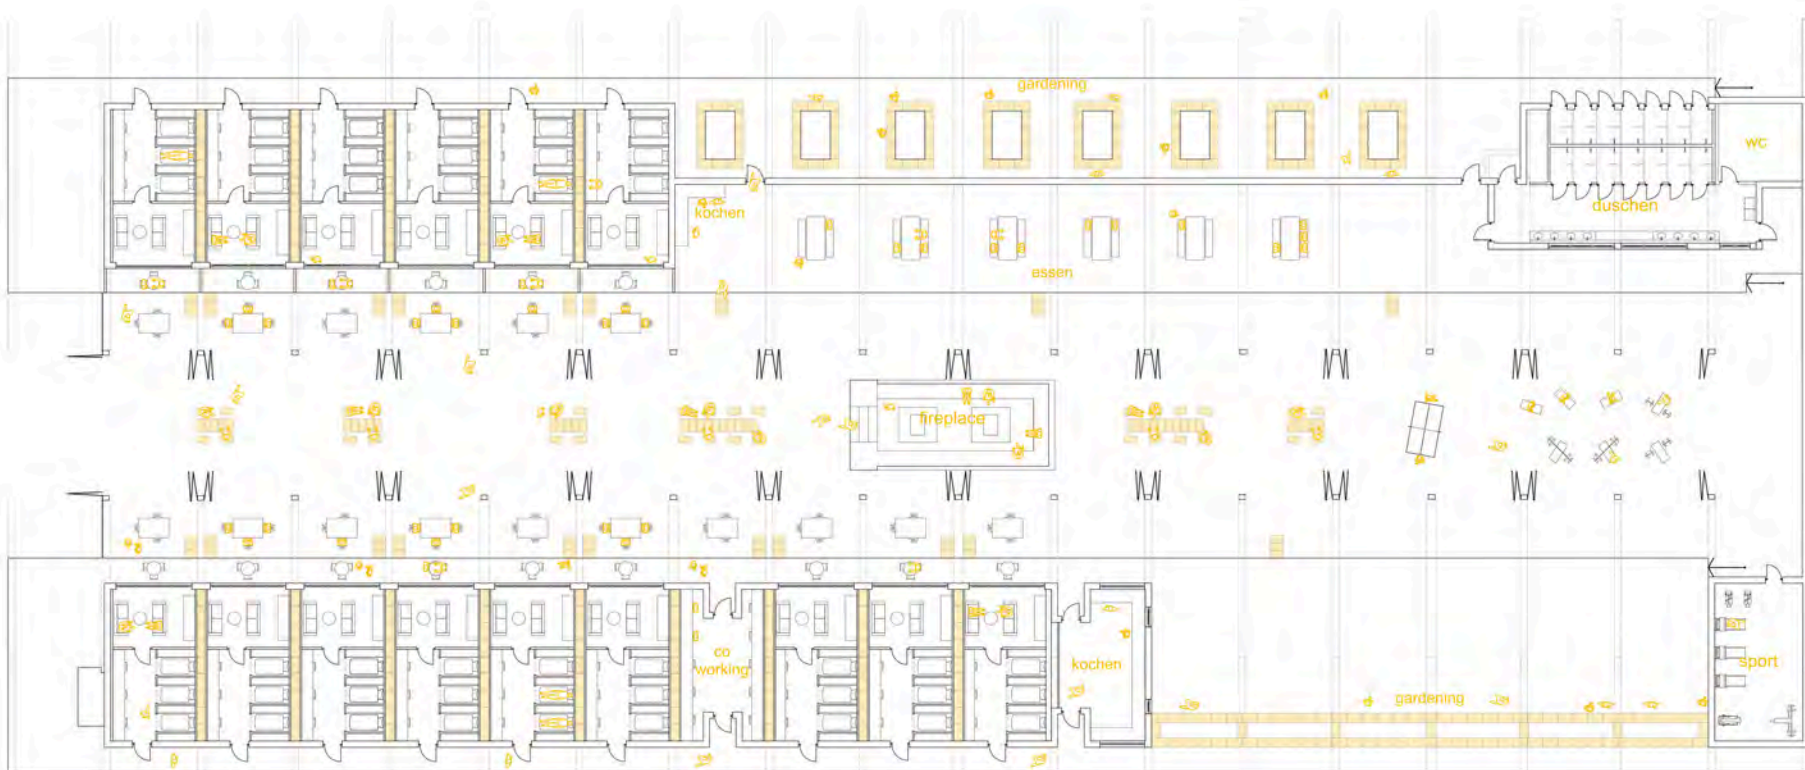 gardening
wc
kochen
duschen
essen
fireplace
co
working
kochen
sport
gardening